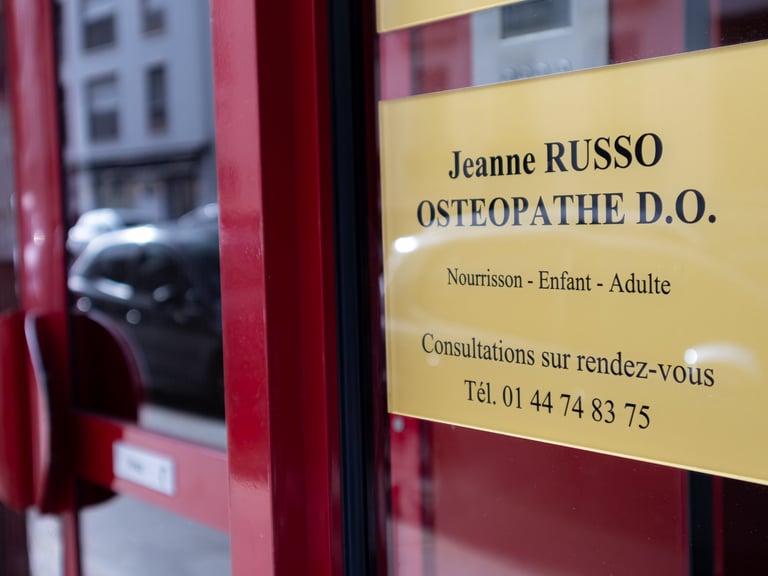 Jeanne RUSSO
OSTEOPATHE D.O.
Nourrisson - Enfant - Adulte
Consultations sur rendez-vous
Tél. 01 44 74 83 75